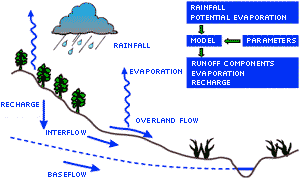 RAINFALL
POTENTIAL EVAPORATION
MODEL
PARAMETERS
RUNOFF COMPONENTS
EVAPORATION
RECHARGE
RAINFALL
EVAPORATION
RECHARGE
OVERLAND FLOW
INTERFLOW
BASEFLOW